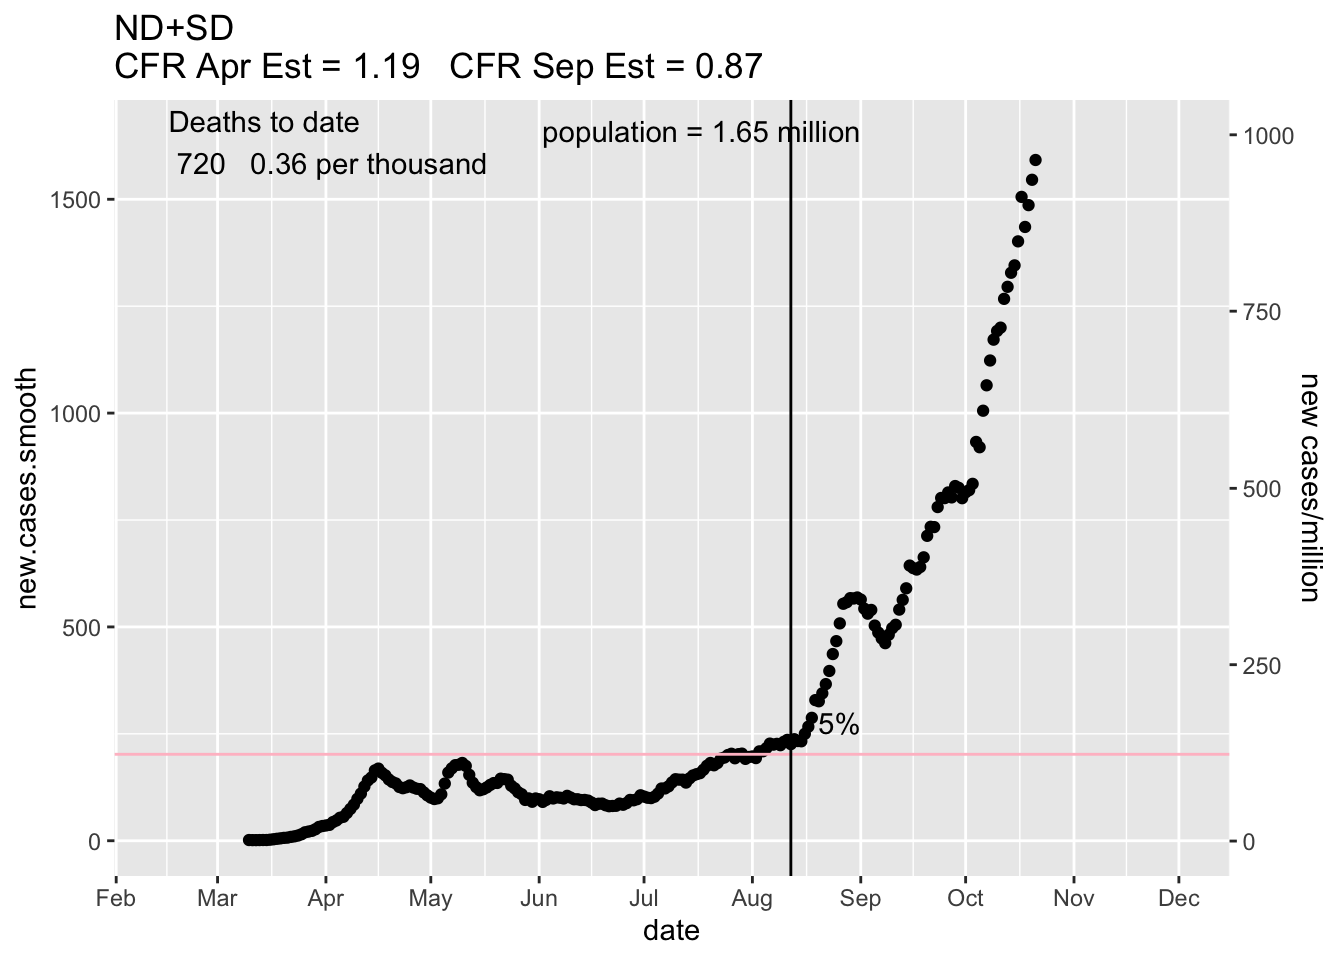 ND+SD
CFR Apr Est = 1.19   CFR Sep Est = 0.87
Deaths to date
720   0.36 per thousand
population = 1.65 million
1500
1000
500
0
new.cases.smooth
1000
750
500
250
0
new cases/million
5%
Feb Mar Apr May Jun Jul Aug Sep Oct Nov Dec
date